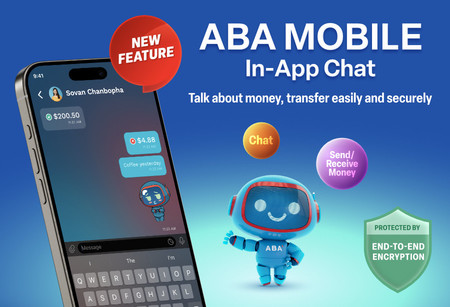 NEW
FEATURE
ABA MOBILE
In-App Chat
Talk about money, transfer easily and securely
9:41
Sovan Chanbopha
$200.50
$4.88
Coffee yesterday
Chat
Send/
Receive
Money
ABA
PROTECTED BY
END-TO-END
ENCRYPTION
Message
I
The
I'm
Q W E R T Y U I O P
A S D F G H J K L